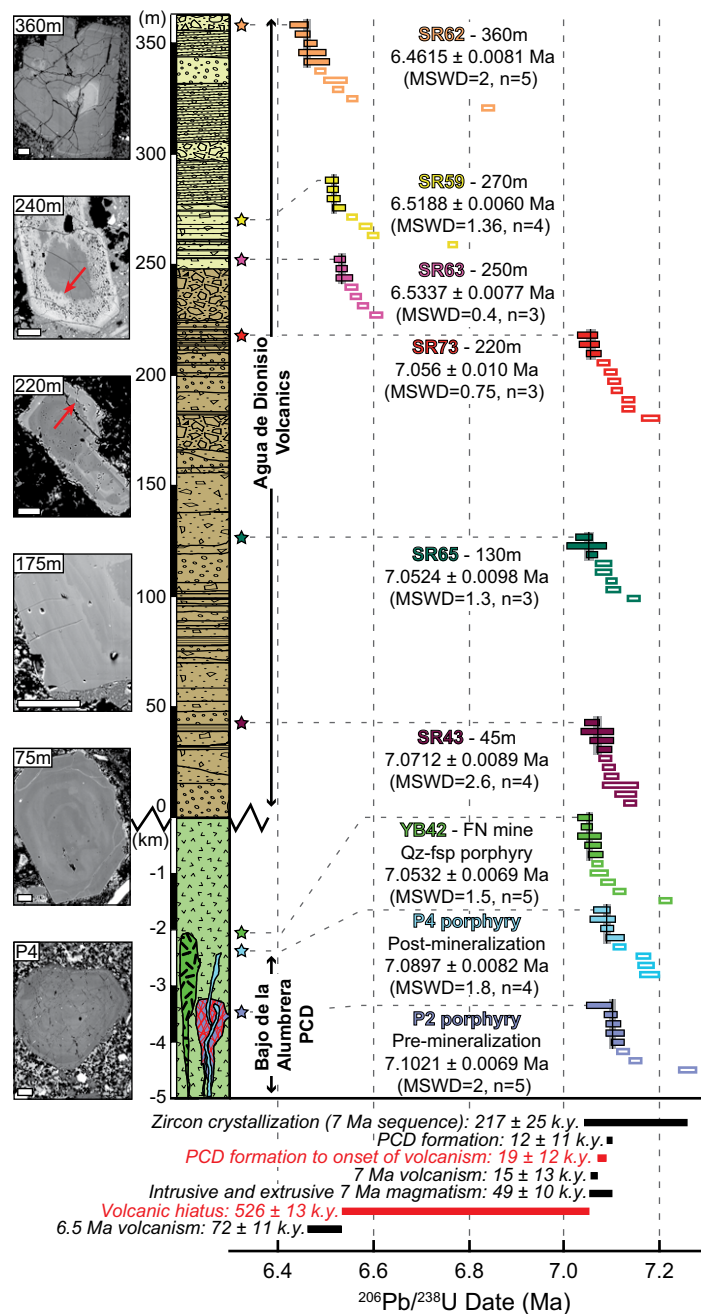 360m
240m
220m
175m
75m
P4
(m)
350
300
250
200
150
100
50
0
(km)
-1
-2
-3
-4
-5
Agua de Dionisio
Volcanics
Bajo de la
Alumbrera
PCD
SR62 - 360m
6.4615 ± 0.0081 Ma
(MSWD=2, n=5)
SR59 - 270m
6.5188 ± 0.0060 Ma
(MSWD=1.36, n=4)
SR63 - 250m
6.5337 ± 0.0077 Ma
(MSWD=0.4, n=3)
SR73 - 220m
7.056 ± 0.010 Ma
(MSWD=0.75, n=3)
SR65 - 130m
7.0524 ± 0.0098 Ma
(MSWD=1.3, n=3)
SR43 - 45m
7.0712 ± 0.0089 Ma
(MSWD=2.6, n=4)
YB42 - FN mine
Qz-fsp porphyry
7.0532 ± 0.0069 Ma
(MSWD=1.5, n=5)
P4 porphyry
Post-mineralization
7.0897 ± 0.0082 Ma
(MSWD=1.8, n=4)
P2 porphyry
Pre-mineralization
7.1021 ± 0.0069 Ma
(MSWD=2, n=5)
Zircon crystallization (7 Ma sequence): 217 ± 25 k.y.
PCD formation: 12 ± 11 k.y.
PCD formation to onset of volcanism: 19 ± 12 k.y.
7 Ma volcanism: 15 ± 13 k.y.
Intrusive and extrusive 7 Ma magmatism: 49 ± 10 k.y.
Volcanic hiatus: 526 ± 13 k.y.
6.5 Ma volcanism: 72 ± 11 k.y.
6.4 6.6 6.8 7.0 7.2
²⁰⁶Pb/²³⁸U Date (Ma)